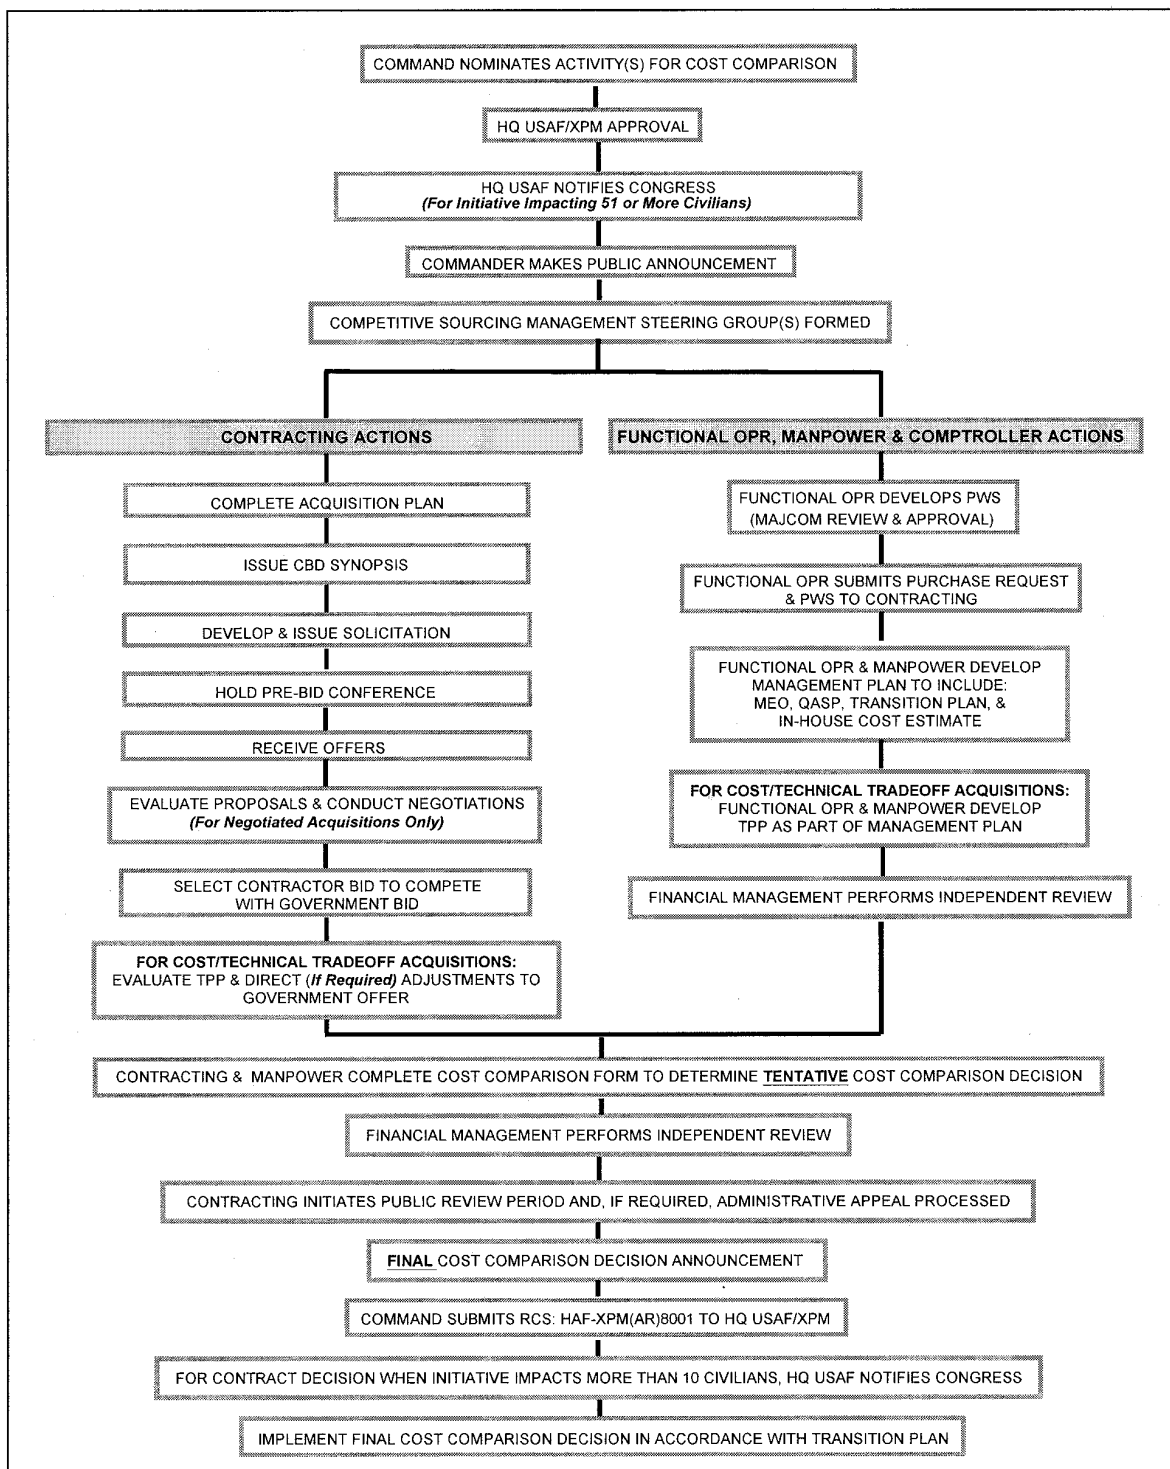 COMMAND NOMINATES ACTIVITY(S) FOR COST COMPARISON
HQ USAF/XPM APPROVAL
HQ USAF NOTIFIES CONGRESS
(For Initiative Impacting 51 or More Civilians)
COMMANDER MAKES PUBLIC ANNOUNCEMENT
COMPETITIVE SOURCING MANAGEMENT STEERING GROUP(S) FORMED
CONTRACTING ACTIONS
COMPLETE ACQUISITION PLAN
ISSUE CBD SYNOPSIS
DEVELOP & ISSUE SOLICITATION
HOLD PRE-BID CONFERENCE
RECEIVE OFFERS
EVALUATE PROPOSALS & CONDUCT NEGOTIATIONS
(For Negotiated Acquisitions Only)
SELECT CONTRACTOR BID TO COMPETE
WITH GOVERNMENT BID
FOR COST/TECHNICAL TRADEOFF ACQUISITIONS:
EVALUATE TPP & DIRECT (If Required) ADJUSTMENTS TO
GOVERNMENT OFFER
FUNCTIONAL OPR, MANPOWER & COMPTROLLER ACTIONS
FUNCTIONAL OPR DEVELOPS PWS
(MAJCOM REVIEW & APPROVAL)
FUNCTIONAL OPR SUBMITS PURCHASE REQUEST
& PWS TO CONTRACTING
FUNCTIONAL OPR & MANPOWER DEVELOP
MANAGEMENT PLAN TO INCLUDE:
MEO, QASP, TRANSITION PLAN, &
IN-HOUSE COST ESTIMATE
FOR COST/TECHNICAL TRADEOFF ACQUISITIONS:
FUNCTIONAL OPR & MANPOWER DEVELOP
TPP AS PART OF MANAGEMENT PLAN
FINANCIAL MANAGEMENT PERFORMS INDEPENDENT REVIEW
CONTRACTING & MANPOWER COMPLETE COST COMPARISON FORM TO DETERMINE TENTATIVE COST COMPARISON DECISION
FINANCIAL MANAGEMENT PERFORMS INDEPENDENT REVIEW
CONTRACTING INITIATES PUBLIC REVIEW PERIOD AND, IF REQUIRED, ADMINISTRATIVE APPEAL PROCESSED
FINAL COST COMPARISON DECISION ANNOUNCEMENT
COMMAND SUBMITS RCS: HAF-XPM(AR)8001 TO HQ USAF/XPM
FOR CONTRACT DECISION WHEN INITIATIVE IMPACTS MORE THAN 10 CIVILIANS, HQ USAF NOTIFIES CONGRESS
IMPLEMENT FINAL COST COMPARISON DECISION IN ACCORDANCE WITH TRANSITION PLAN